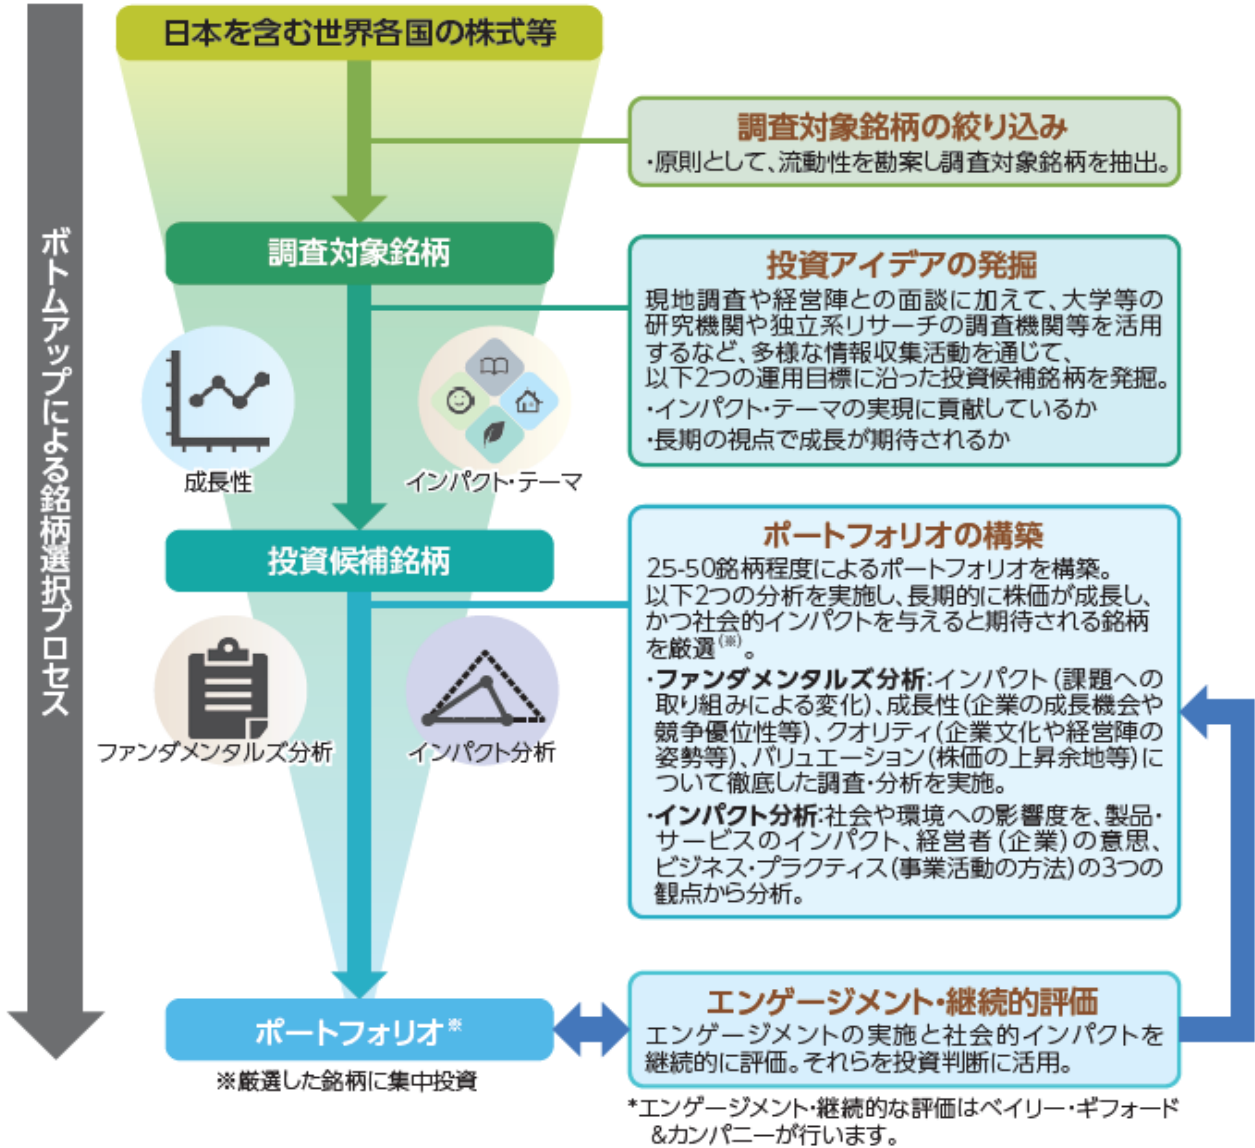 日本を含む世界各国の株式等
調査対象銘柄の絞り込み
・原則として、流動性を勘案し調査対象銘柄を抽出。
ボトムアップによる銘柄選択プロセス
調査対象銘柄
投資アイデアの発掘
現地調査や経営陣との面談に加えて、大学等の
研究機関や独立系リサーチの調査機関等を活用
するなど、多様な情報収集活動を通じて、
以下2つの運用目標に沿った投資候補銘柄を発掘。
・インパクト・テーマの実現に貢献しているか
・長期の視点で成長が期待されるか
成長性
インパクト・テーマ
投資候補銘柄
ポートフォリオの構築
25-50銘柄程度によるポートフォリオを構築。
以下2つの分析を実施し、長期的に株価が成長し、
かつ社会的インパクトを与えると期待される銘柄
を厳選(※)。
・ファンダメンタルズ分析:インパクト(課題への
取り組みによる変化)、成長性(企業の成長機会や
競争優位性等)、クオリティ(企業文化や経営陣の
姿勢等)、バリュエーション(株価の上昇余地等)に
ついて徹底した調査・分析を実施。
・インパクト分析:社会や環境への影響度を、製品・
サービスのインパクト、経営者(企業)の意思、
ビジネス・プラクティス(事業活動の方法)の3つの
観点から分析。
ファンダメンタルズ分析
インパクト分析
ポートフォリオ※
※厳選した銘柄に集中投資
エンゲージメント・継続的評価
エンゲージメントの実施と社会的インパクトを
継続的に評価。それらを投資判断に活用。
*エンゲージメント・継続的な評価はベイリー・ギフォード
&カンパニーが行います。